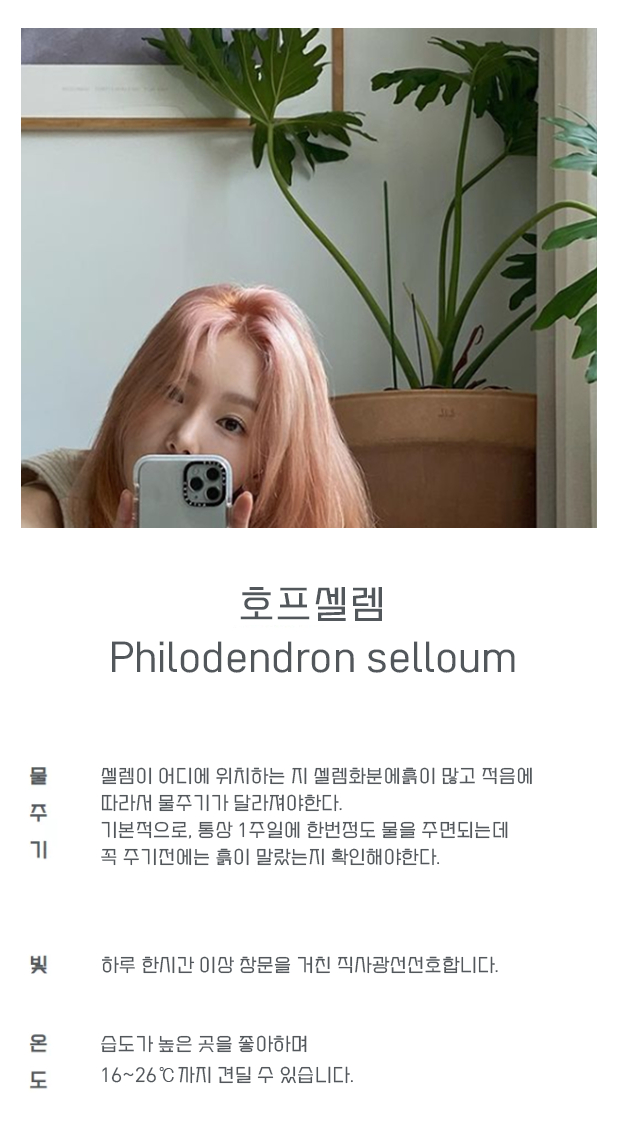 호프셀렘
Philodendron selloum
물주기
셀렘이 어디에 위치하는 지 셀렘화분에흙이 많고 적음에
따라서 물주기가 달라져야한다.
기본적으로, 통상 1주일에 한번정도 물을 주면되는데
꼭 주기전에는 흙이 말랐는지 확인해야한다.
빛
하루 한시간 이상 창문을 거친 직사광선선호합니다.
온도
습도가 높은 곳을 좋아하며
16~26℃까지 견딜 수 있습니다.